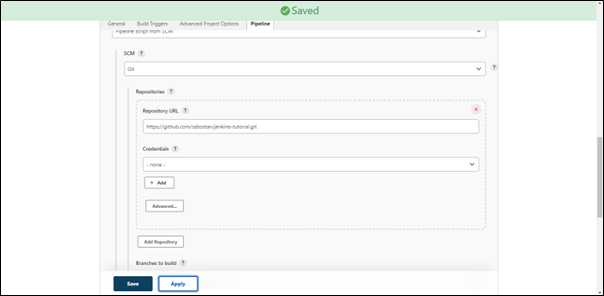 Saved
General Build Triggers Advanced Project Options Pipeline
Pipeline script from SCM
SCM ?
Git
?
Repositories ?
Repository URL ?
https://github.com/ssbostan/jenkins-tutorial.git
Credentials ?
- none -
+ Add
Advanced...
Add Repository
Branches to build ?
Save Apply